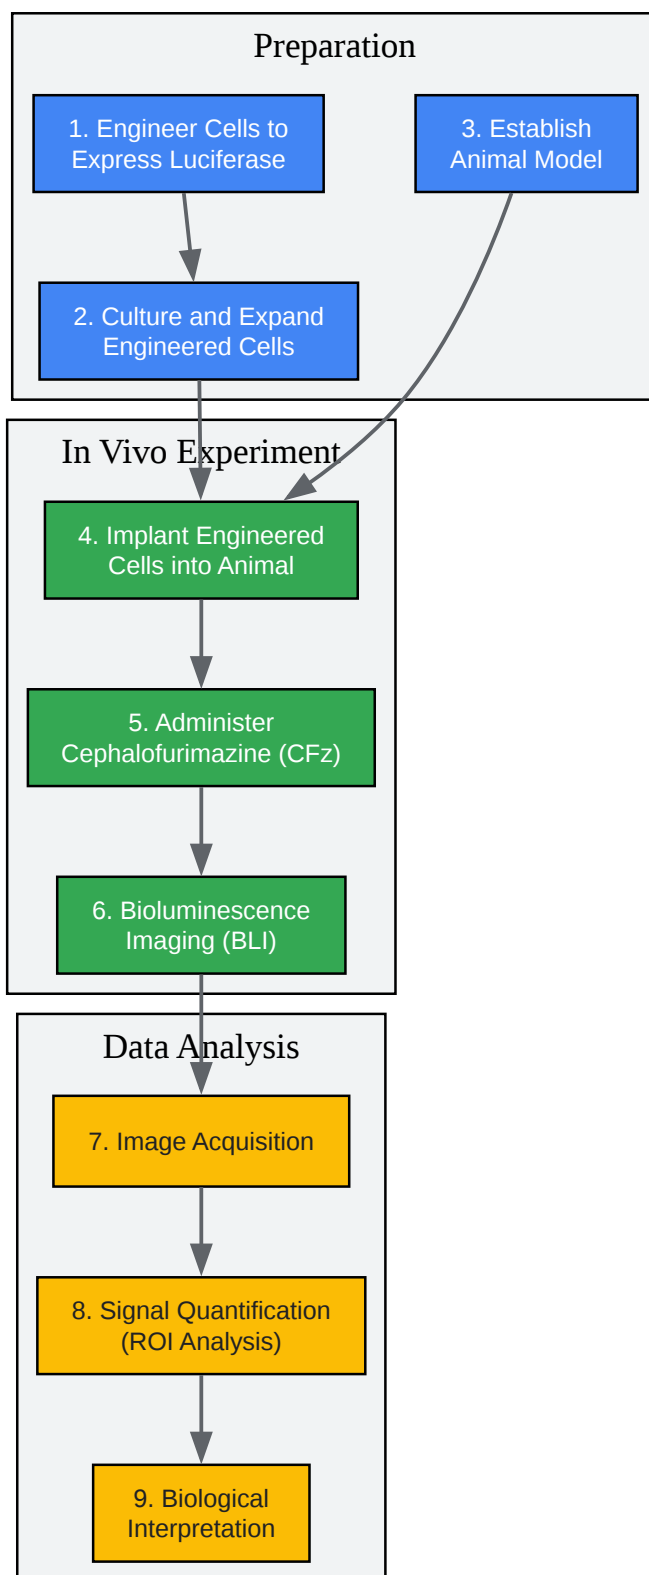 Preparation
1. Engineer Cells to
Express Luciferase
3. Establish
Animal Model
2. Culture and Expand
Engineered Cells
In Vivo Experiment
4. Implant Engineered
Cells into Animal
5. Administer
Cephalofurimazine (CFz)
6. Bioluminescence
Imaging (BLI)
Data Analysis
7. Image Acquisition
8. Signal Quantification
(ROI Analysis)
9. Biological
Interpretation